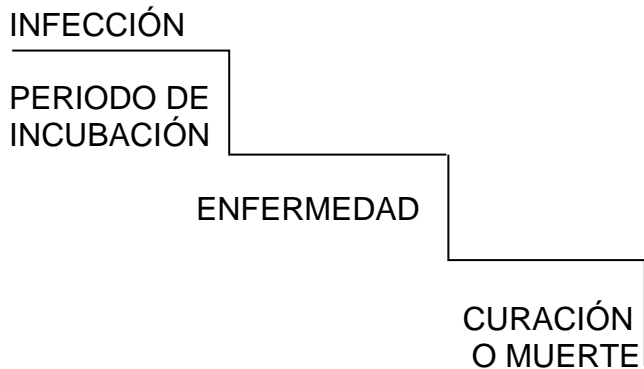 INFECCIÓN
PERIODO DE
INCUBACIÓN
ENFERMEDAD
CURACIÓN
O MUERTE